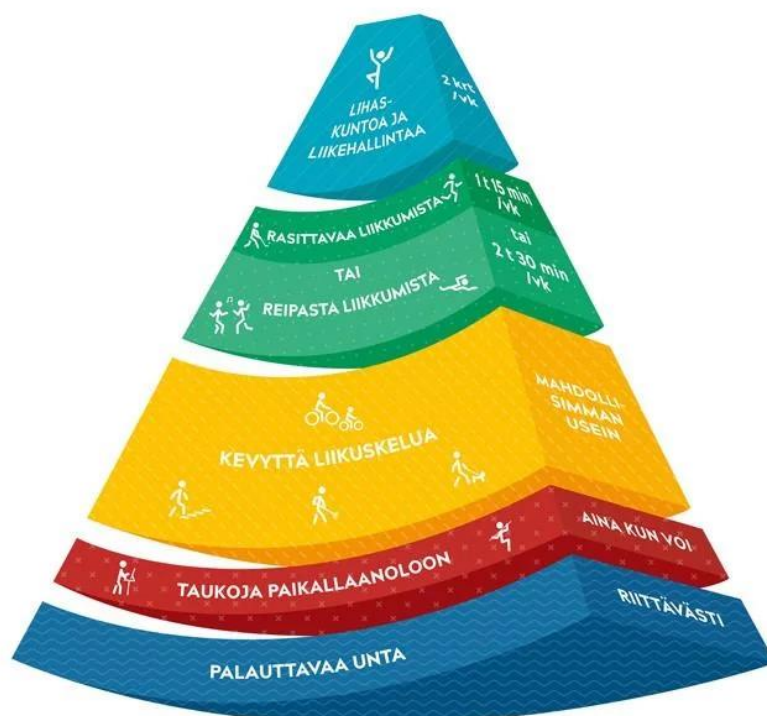 LIHAS-
KUNTOA JA
LIIKEHALLINTAA
2 krt
/vk
RASITTAVAA LIIKKUMISTA
1 t 15 min
/vk
TAI
REIPASTA LIIKKUMISTA
tai
2 t 30 min
/vk
KEVYTTÄ LIIKUSKELUA
MAHDOLLI-
SIMMAN
USEIN
TAUKOJA PAIKALLAANOLOON
AINA KUN VOI
PALAUTTAVAA UNTA
RIITTÄVÄSTI